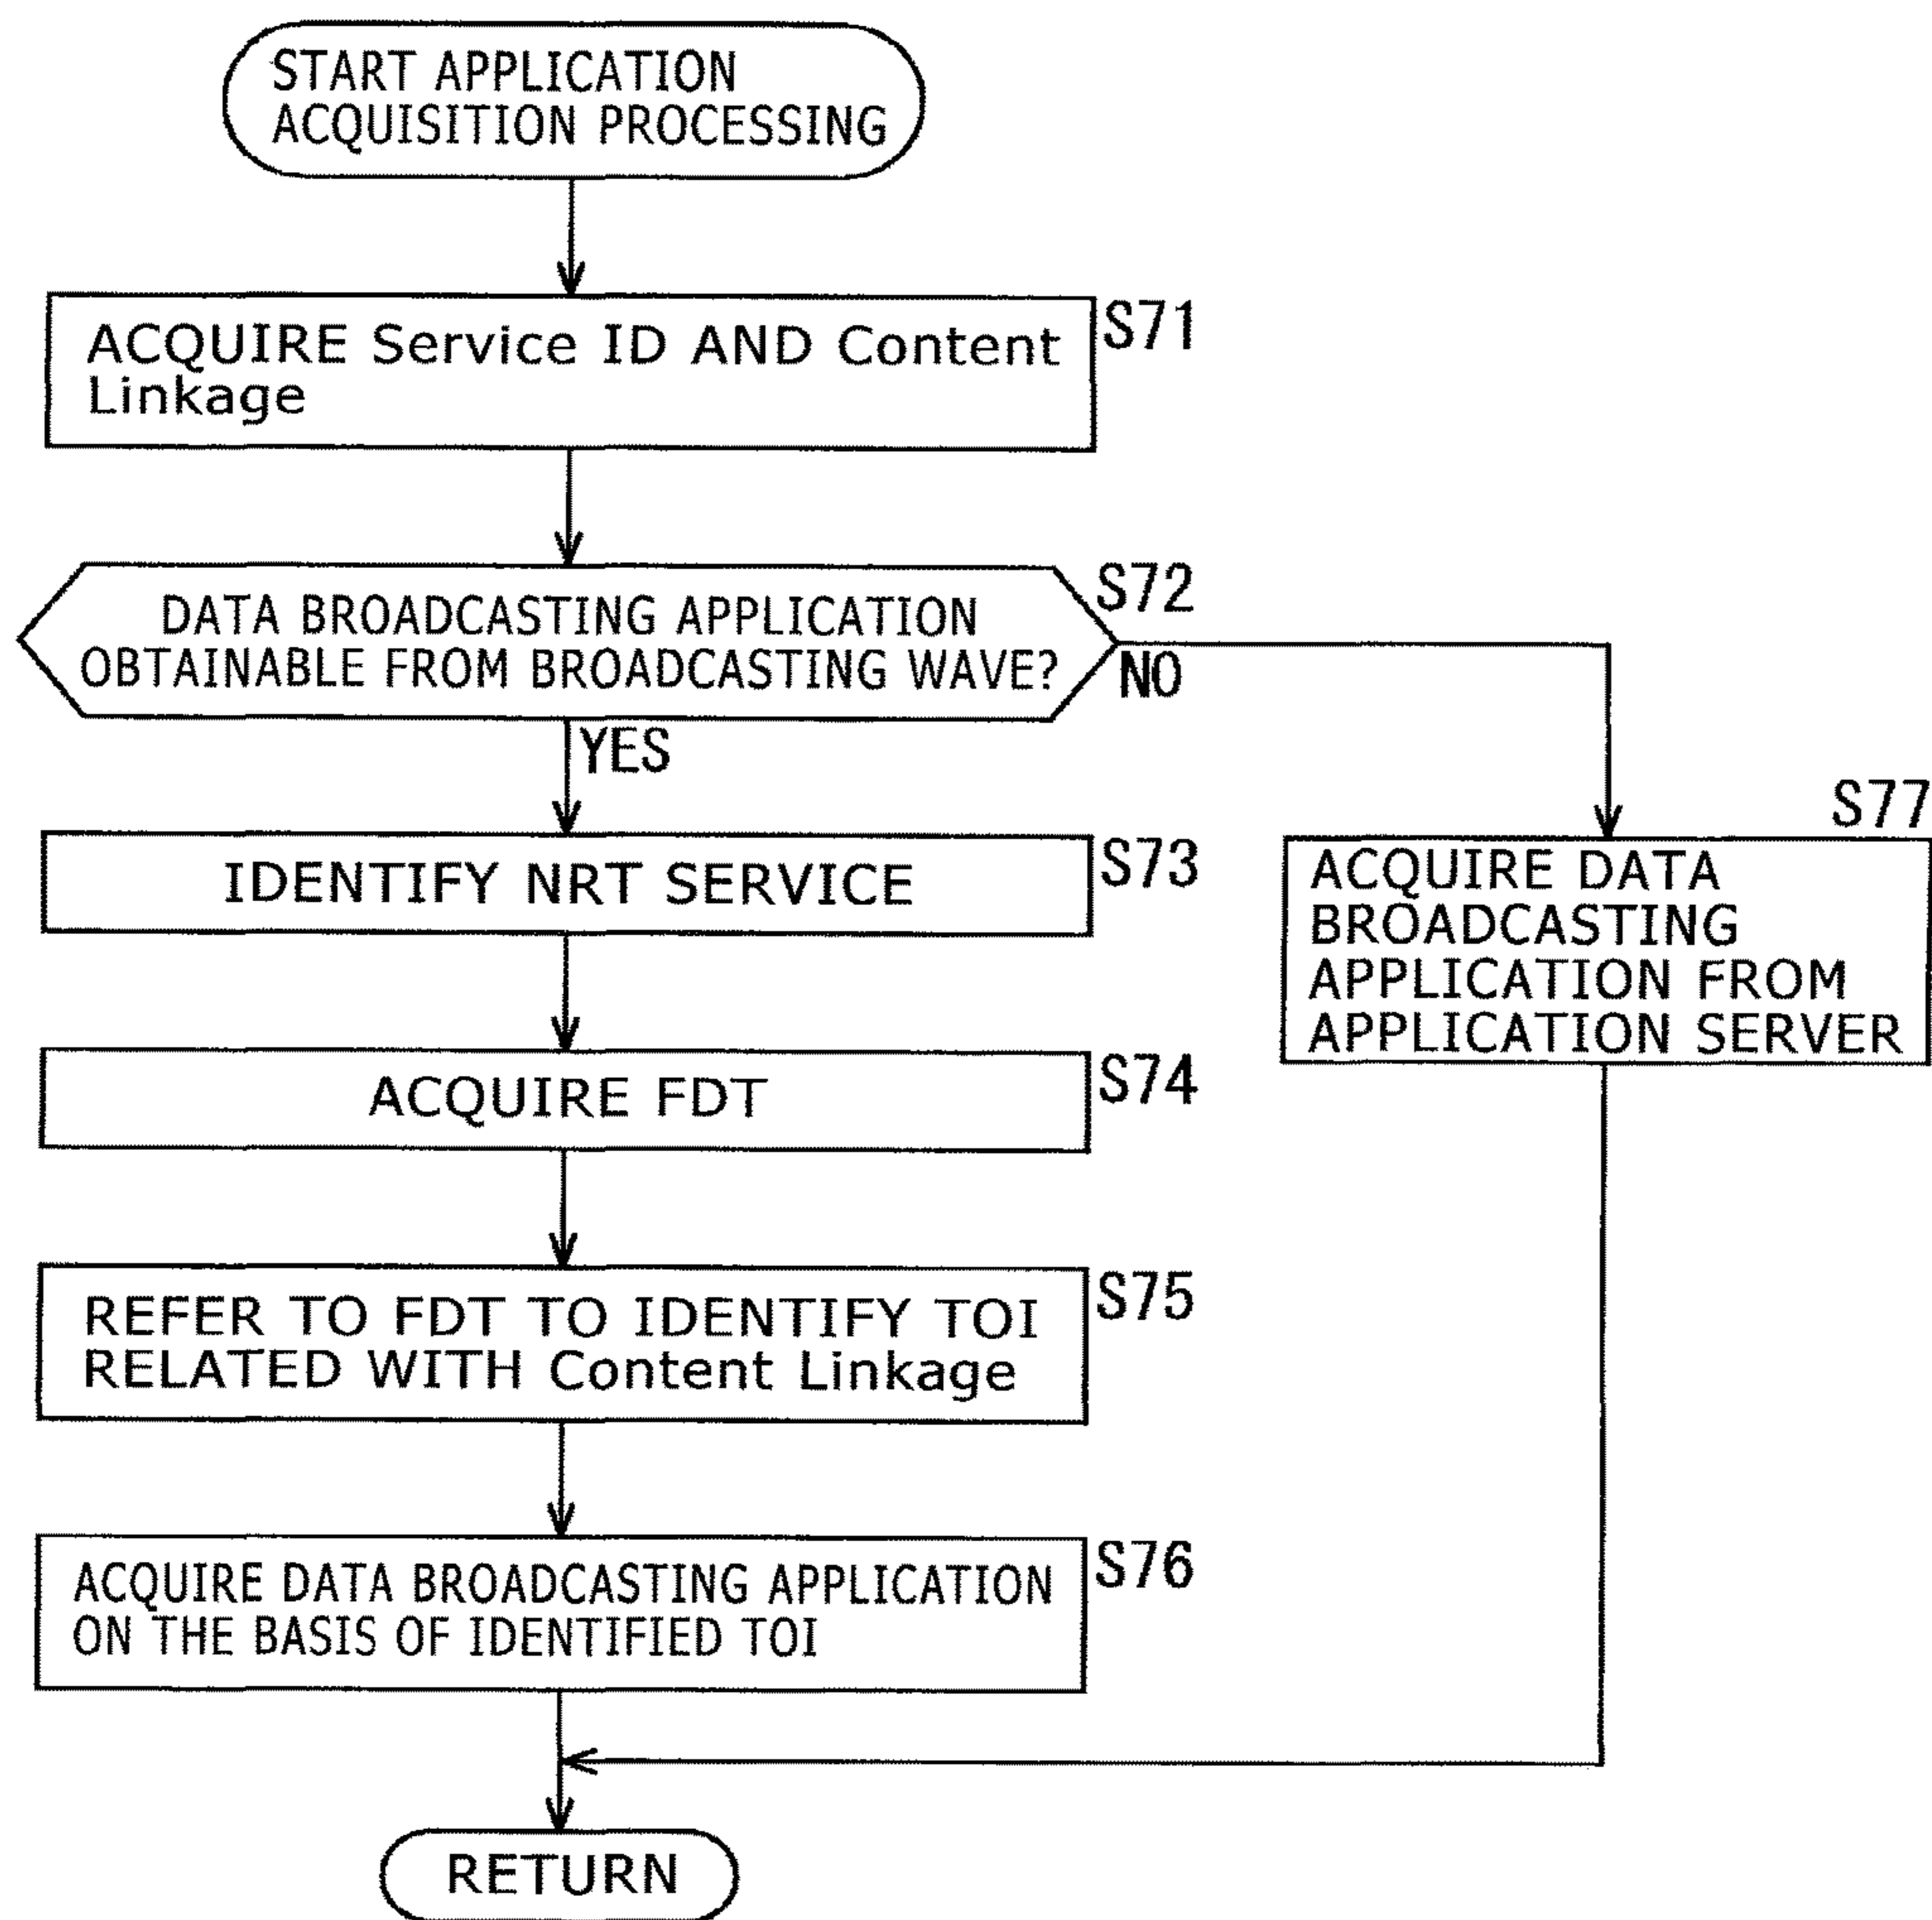 START APPLICATION
ACQUISITION PROCESSING
ACQUIRE Service ID AND Content
Linkage
S71
DATA BROADCASTING APPLICATION
OBTAINABLE FROM BROADCASTING WAVE?
S72
NO
YES
IDENTIFY NRT SERVICE
S73
S77
ACQUIRE DATA
BROADCASTING
APPLICATION FROM
APPLICATION SERVER
ACQUIRE FDT
S74
REFER TO FDT TO IDENTIFY TOI
RELATED WITH Content Linkage
S75
ACQUIRE DATA BROADCASTING APPLICATION
ON THE BASIS OF IDENTIFIED TOI
S76
RETURN